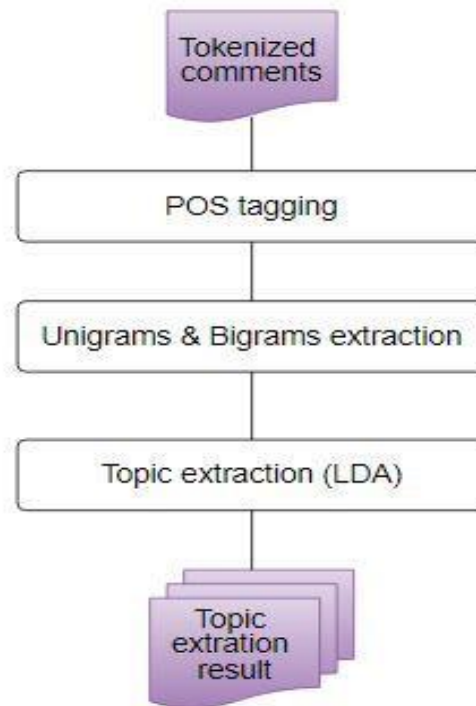 Tokenized
comments
POS tagging
Unigrams & Bigrams extraction
Topic extraction (LDA)
Topic
extration
result